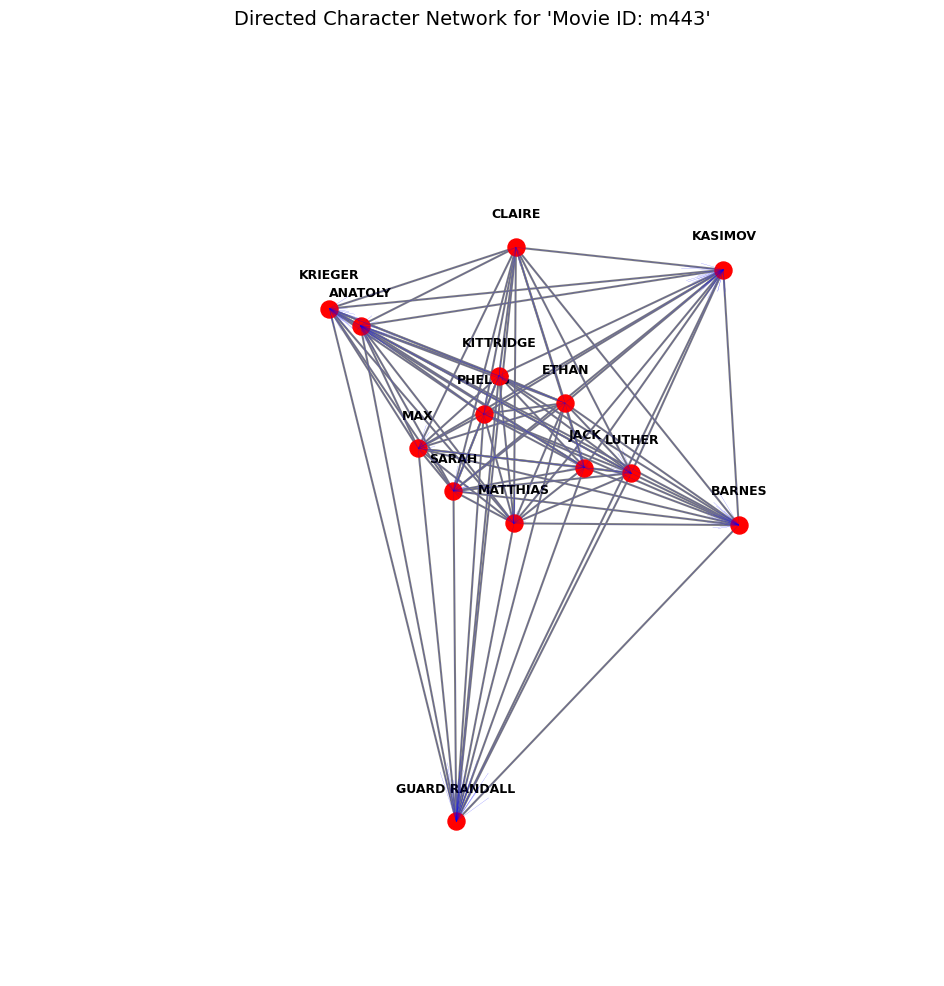 Directed Character Network for 'Movie ID: m443'
CLAIRE
KASIMOV
KRIEGER
ANATOLY
KITTRIDGE
ETHAN
MAX
JACK
LUTHER
SARAH
MATTHIAS
BARNES
GUARD RANDALL